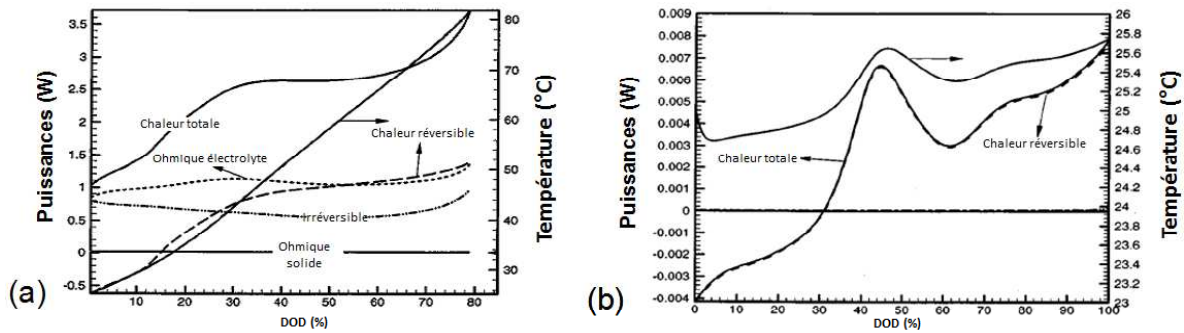 3.5
3
2.5
2
1.5
1
0.5
0
-0.5
Puissances (W)
80
70
60
50
40
30
Température (°C)
Chaleur totale
Chaleur réversible
Ohmique électrolyte
Irréversible
Ohmique
solide
0 10 20 30 40 50 60 70 80
DOD (%)
(a)
0.009
0.008
0.007
0.006
0.005
0.004
0.003
0.002
0.001
0
-0.001
-0.002
-0.003
-0.004
Puissances (W)
26
25.8
25.6
25.4
25.2
25
24.8
24.6
24.4
24.2
24
23.8
23.6
23.4
23.2
23
Température (°C)
Chaleur totale
Chaleur réversible
0 10 20 30 40 50 60 70 80 90 100
DOD (%)
(b)